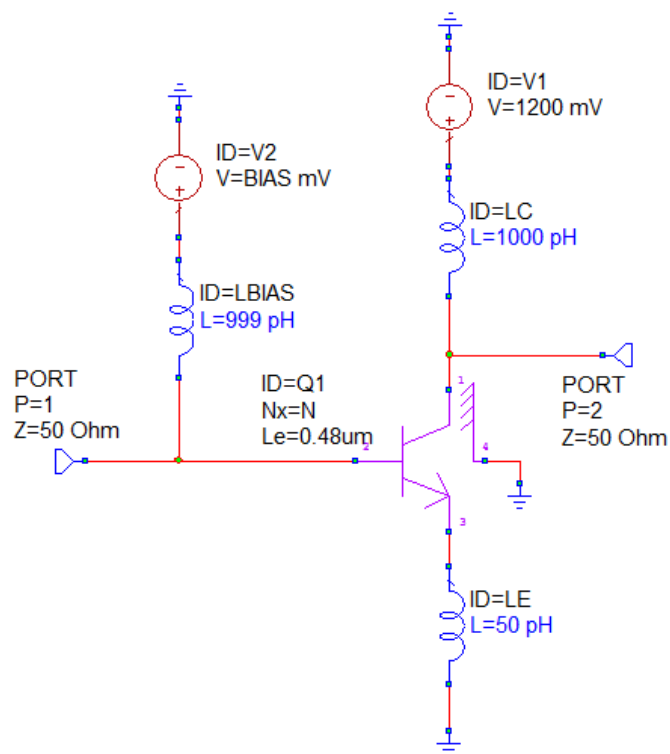 ID=V1
V=1200 mV
ID=V2
V=BIAS mV
ID=LC
L=1000 pH
ID=LBIAS
L=999 pH
PORT
P=1
Z=50 Ohm
ID=Q1
Nx=N
Le=0.48um
1
2
3
4
PORT
P=2
Z=50 Ohm
ID=LE
L=50 pH